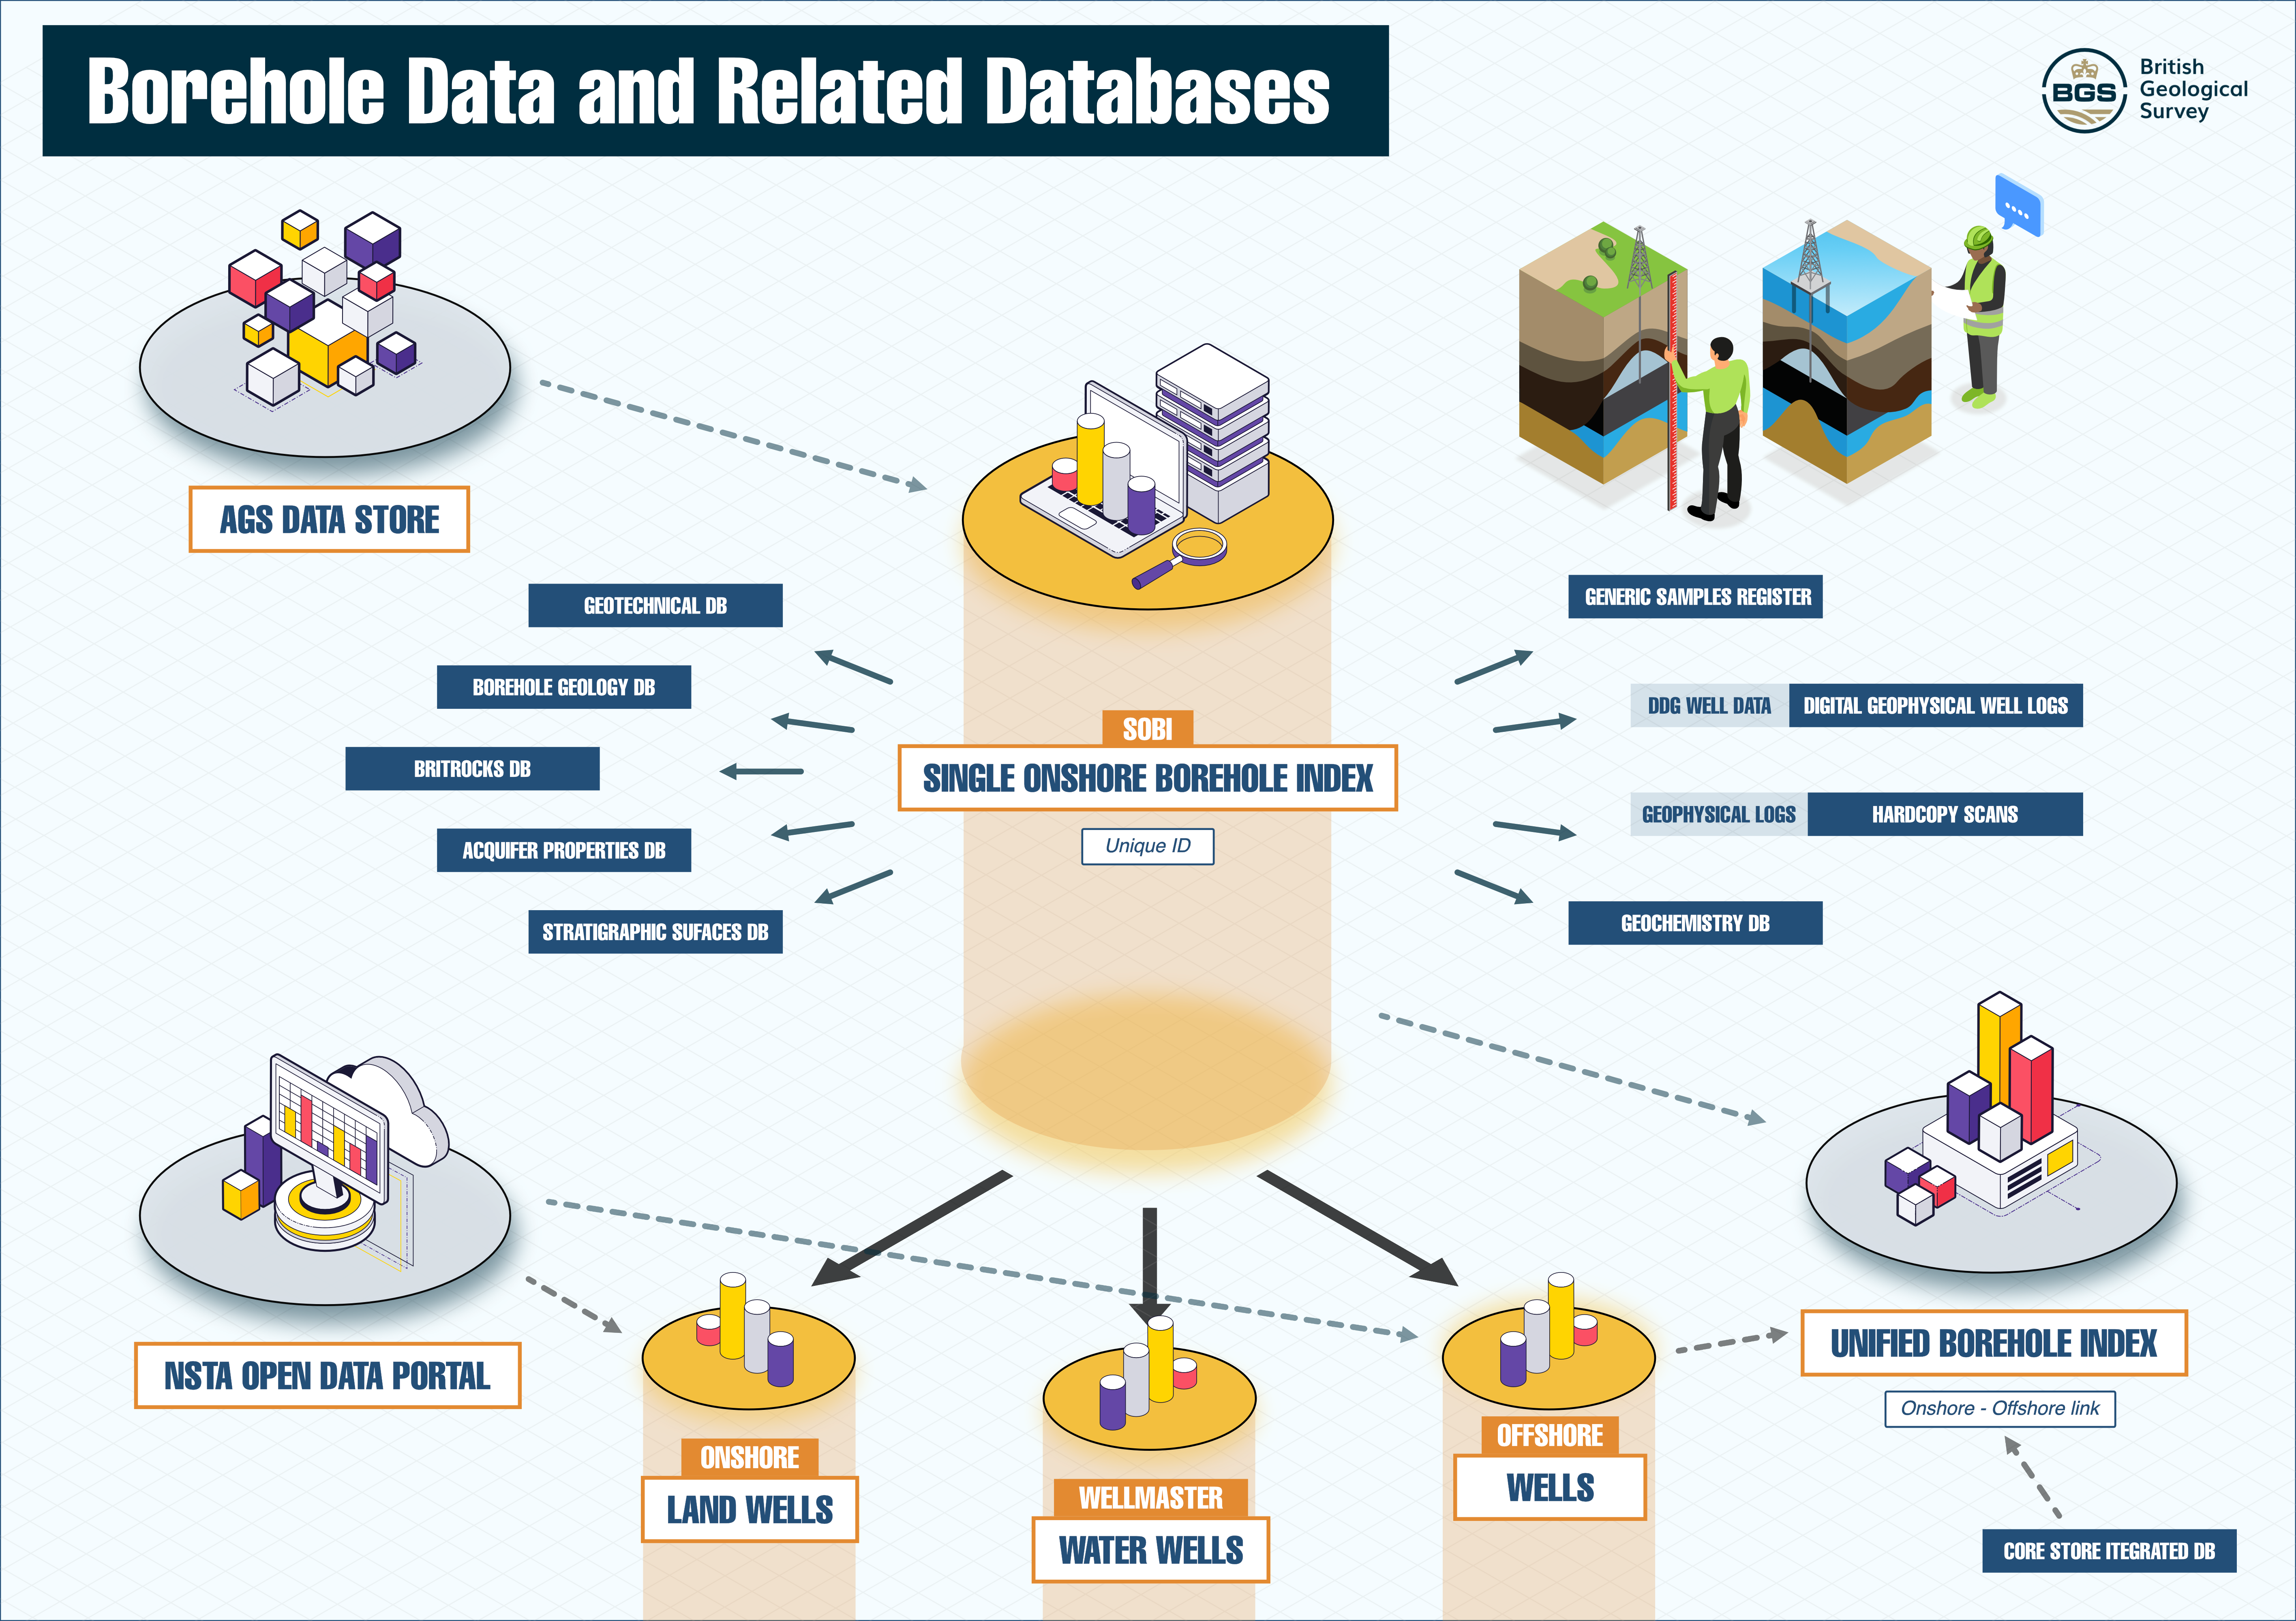 Borehole Data and Related Databases
BGS
British
Geological
Survey
AGS DATA STORE
GEOTECHNICAL DB
BOREHOLE GEOLOGY DB
BRITROCKS DB
ACQUIFER PROPERTIES DB
STRATIGRAPHIC SUFACES DB
SOBI
SINGLE ONSHORE BOREHOLE INDEX
Unique ID
GENERIC SAMPLES REGISTER
DDG WELL DATA DIGITAL GEOPHYSICAL WELL LOGS
GEOPHYSICAL LOGS HARDCOPY SCANS
GEOCHEMISTRY DB
NSTA OPEN DATA PORTAL
ONSHORE
LAND WELLS
WELLMASTER
WATER WELLS
OFFSHORE
WELLS
UNIFIED BOREHOLE INDEX
Onshore - Offshore link
CORE STORE ITEGRATED DB